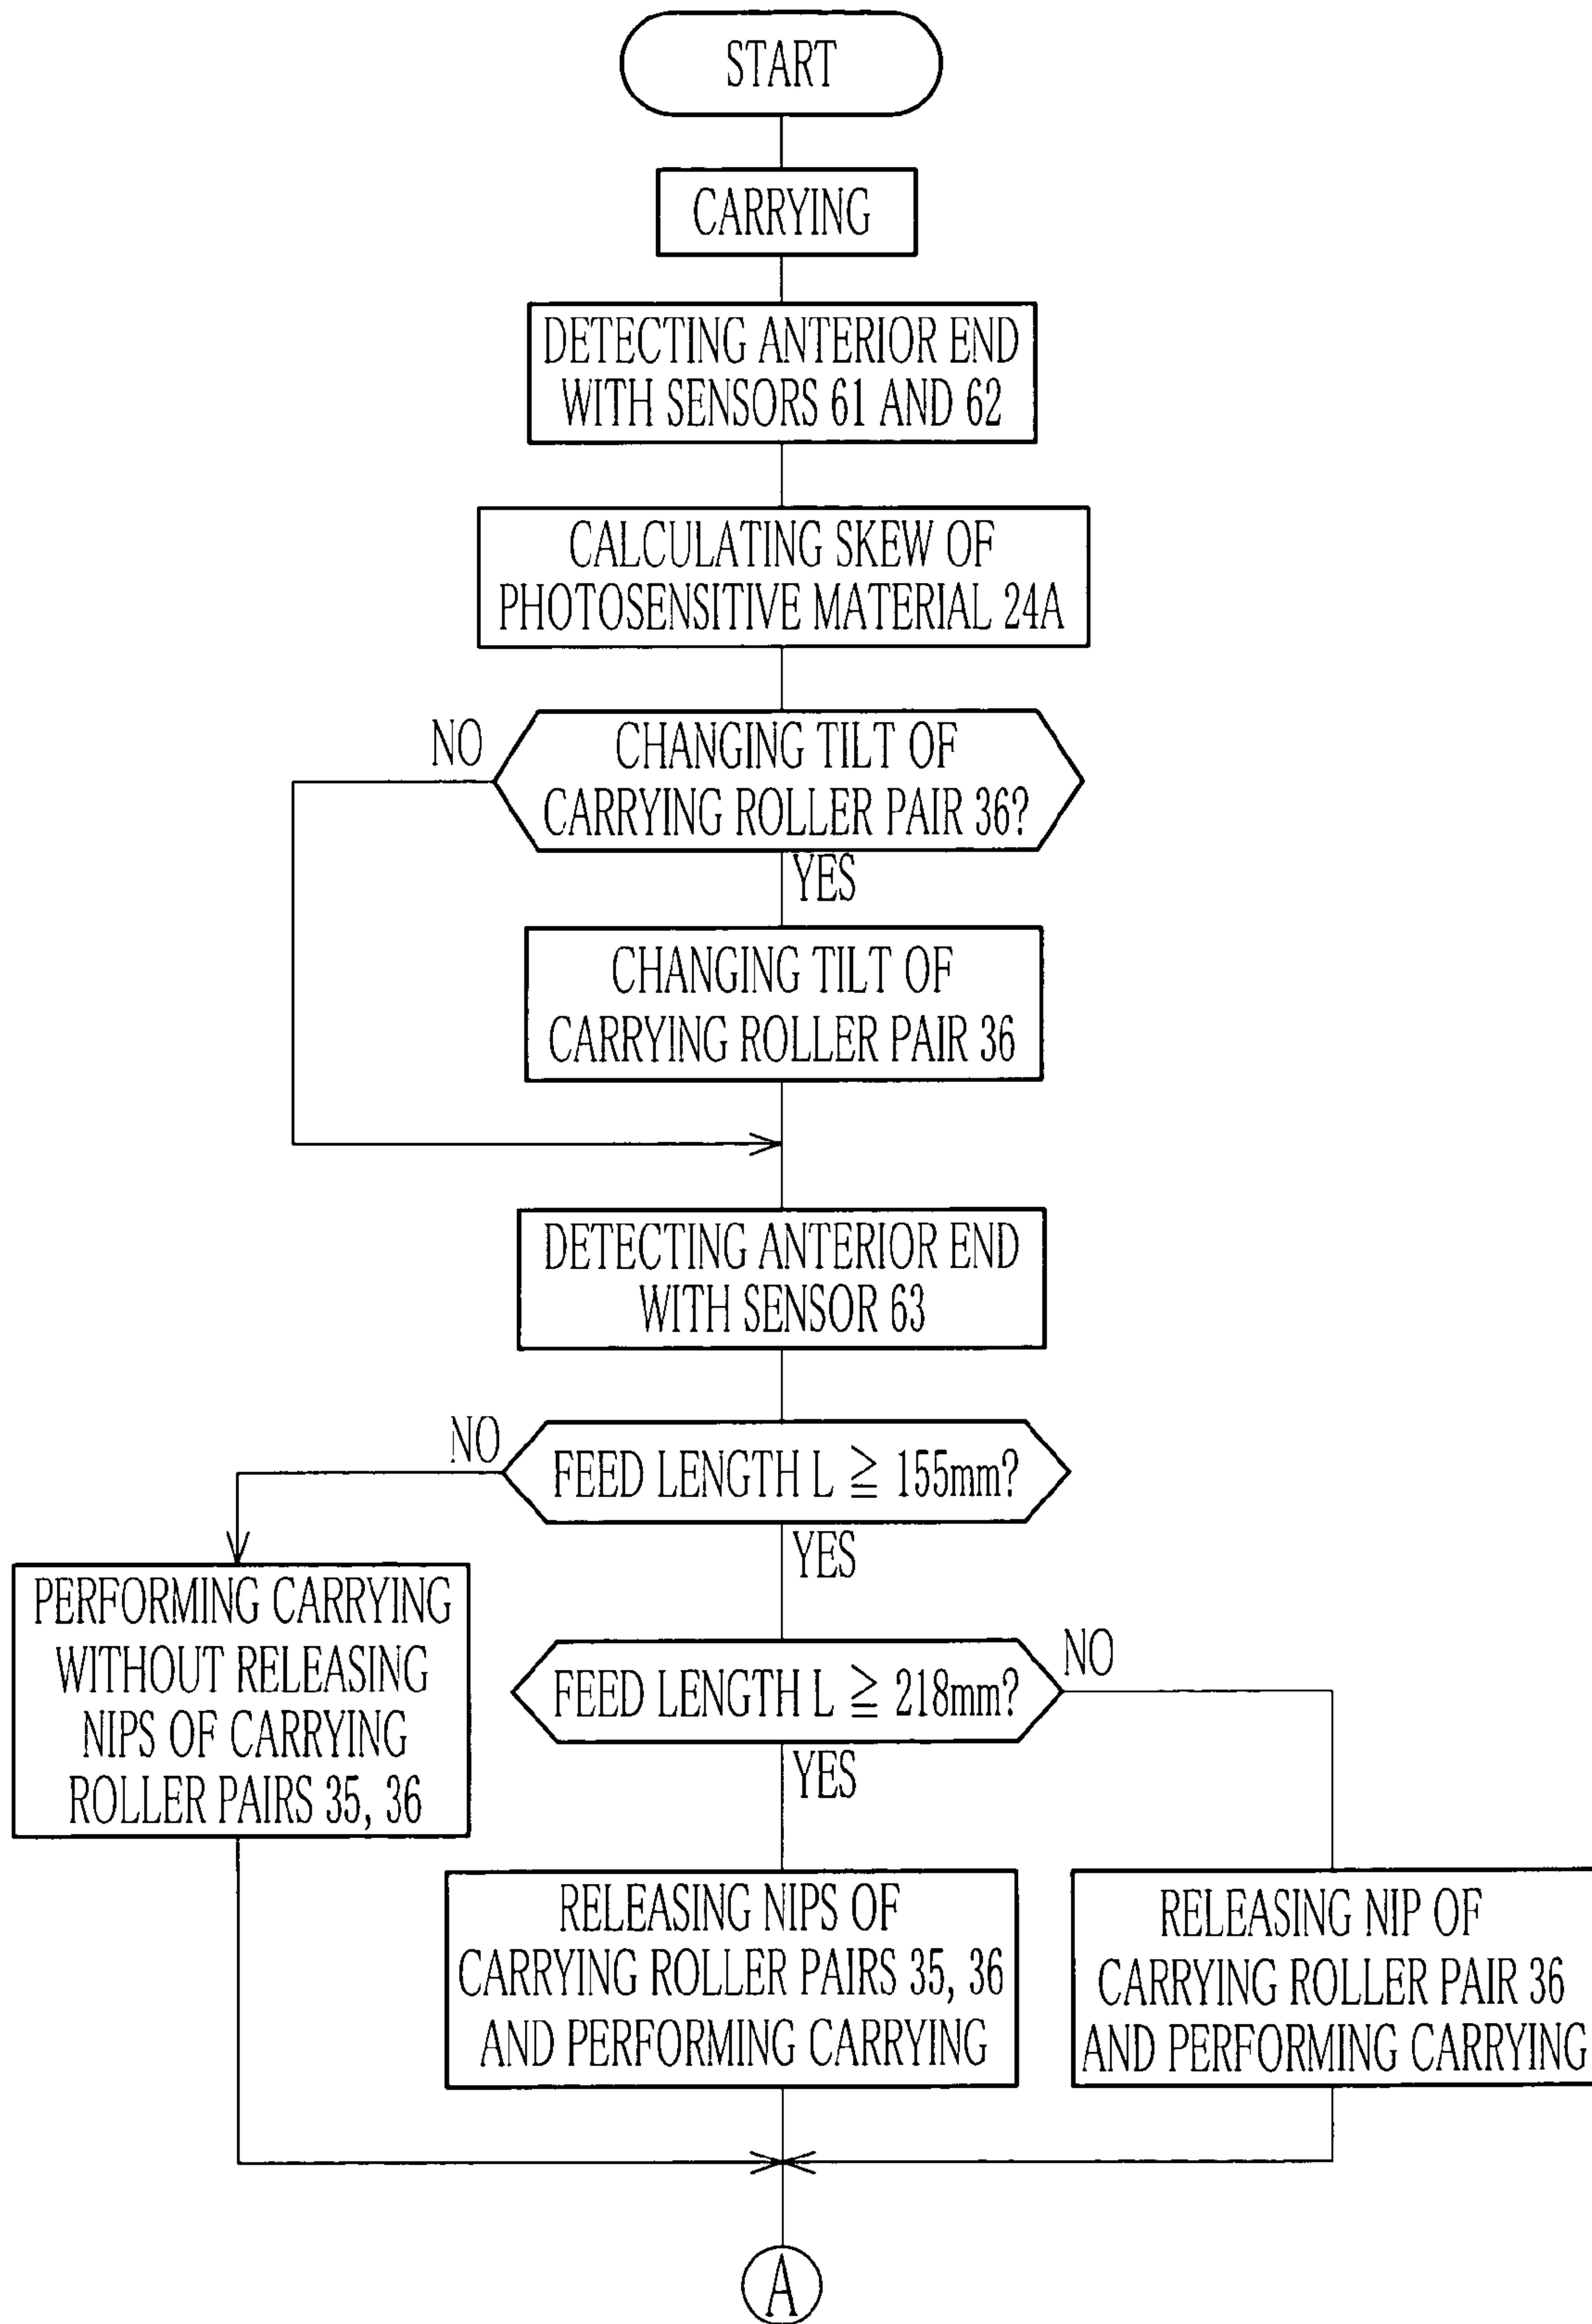 START
CARRYING
DETECTING ANTERIOR END
WITH SENSORS 61 AND 62
CALCULATING SKEW OF
PHOTOSENSITIVE MATERIAL 24A
NO
CHANGING TILT OF
CARRYING ROLLER PAIR 36?
YES
CHANGING TILT OF
CARRYING ROLLER PAIR 36
DETECTING ANTERIOR END
WITH SENSOR 63
NO
FEED LENGTH L ≧ 155mm?
YES
PERFORMING CARRYING
WITHOUT RELEASING
NIPS OF CARRYING
ROLLER PAIRS 35, 36
FEED LENGTH L ≧ 218mm?
NO
YES
RELEASING NIPS OF
CARRYING ROLLER PAIRS 35, 36
AND PERFORMING CARRYING
RELEASING NIP OF
CARRYING ROLLER PAIR 36
AND PERFORMING CARRYING
A